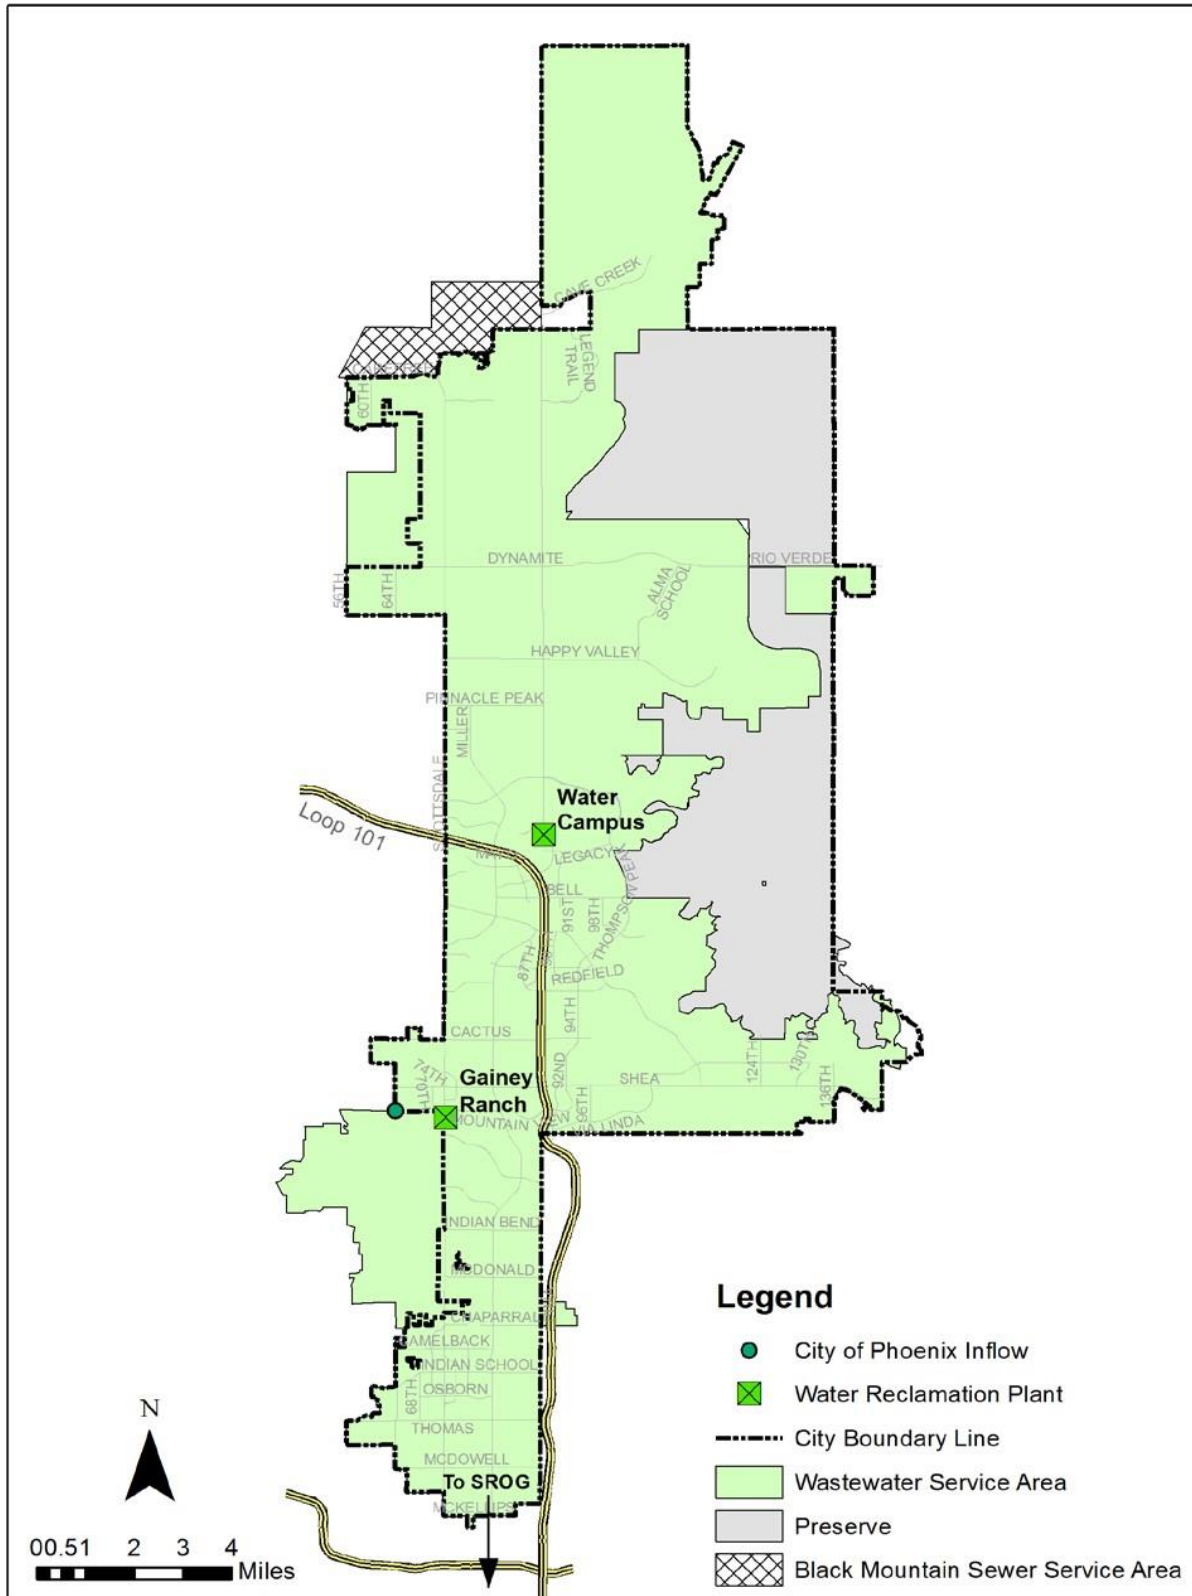 CAVE CREEK
LEGEND
TRAIL
60TH
DYNAMITE
RIO VERDE
56TH
64TH
ALMA
SCHOOL
HAPPY VALLEY
PINNACLE PEAK
MILLER
SCOTTSDALE
Loop 101
Water
Campus
LEGACY
BELL
91ST
98TH
THOMPSON PEAK
87TH
REDFIELD
94TH
CACTUS
74TH
70TH
Gainey
Ranch
92ND
SHEA
124TH
130TH
136TH
96TH
MOUNTAIN VIEW
VIA LINDA
INDIAN BEND
MCDONALD
CHAPARRAL
CAMELBACK
INDIAN SCHOOL
68TH
OSBORN
THOMAS
MCDOWELL
To SROG
MCKELLIPS
N
00.51 2 3 4
Miles
Legend
City of Phoenix Inflow
Water Reclamation Plant
City Boundary Line
Wastewater Service Area
Preserve
Black Mountain Sewer Service Area